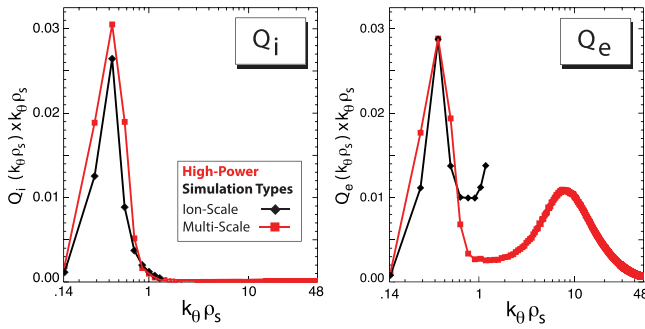 Q_i
0.03
0.02
0.01
0.00
Q_i (k_θ ρ_s) x k_θ ρ_s
High-Power
Simulation Types
Ion-Scale
Multi-Scale
.14
1
10
48
k_θ ρ_s
Q_e
0.03
0.02
0.01
0.00
Q_e (k_θ ρ_s) x k_θ ρ_s
.14
1
10
48
k_θ ρ_s